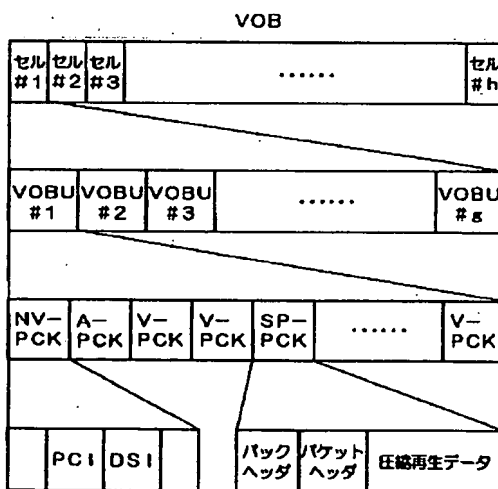 VOB
セル #1 セル #2 セル #3 ‥‥‥ セル #h
VOBU #1 VOBU #2 VOBU #3 ‥‥‥ VOBU #g
NV-PCK A-PCK V-PCK V-PCK SP-PCK ‥‥‥ V-PCK
PCI DSI
パックヘッダ パケットヘッダ 圧縮再生データ